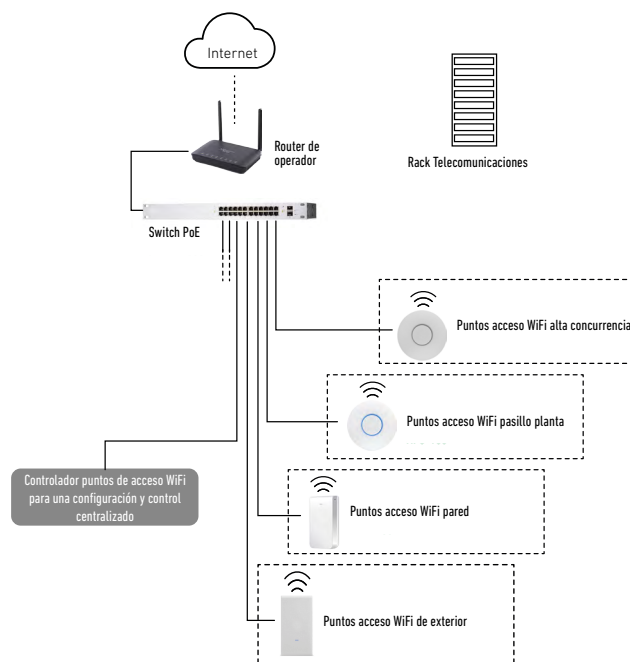 Internet
Router de
operador
Rack Telecomunicaciones
Switch PoE
Puntos acceso WiFi alta concurrencia
Puntos acceso WiFi pasillo planta
Controlador puntos de acceso WiFi
para una configuración y control
centralizado
Puntos acceso WiFi pared
Puntos acceso WiFi de exterior